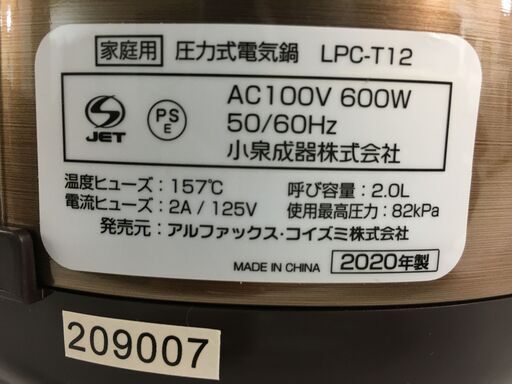 家庭用 圧力式電気鍋 LPC-T12
S JET
PS E
AC100V 600W
50/60Hz
小泉成器株式会社
温度ヒューズ：157℃ 呼び容量：2.0L
電流ヒューズ：2A / 125V 使用最高圧力：82kPa
発売元：アルファックス・コイズミ株式会社
MADE IN CHINA 2020年製
209007